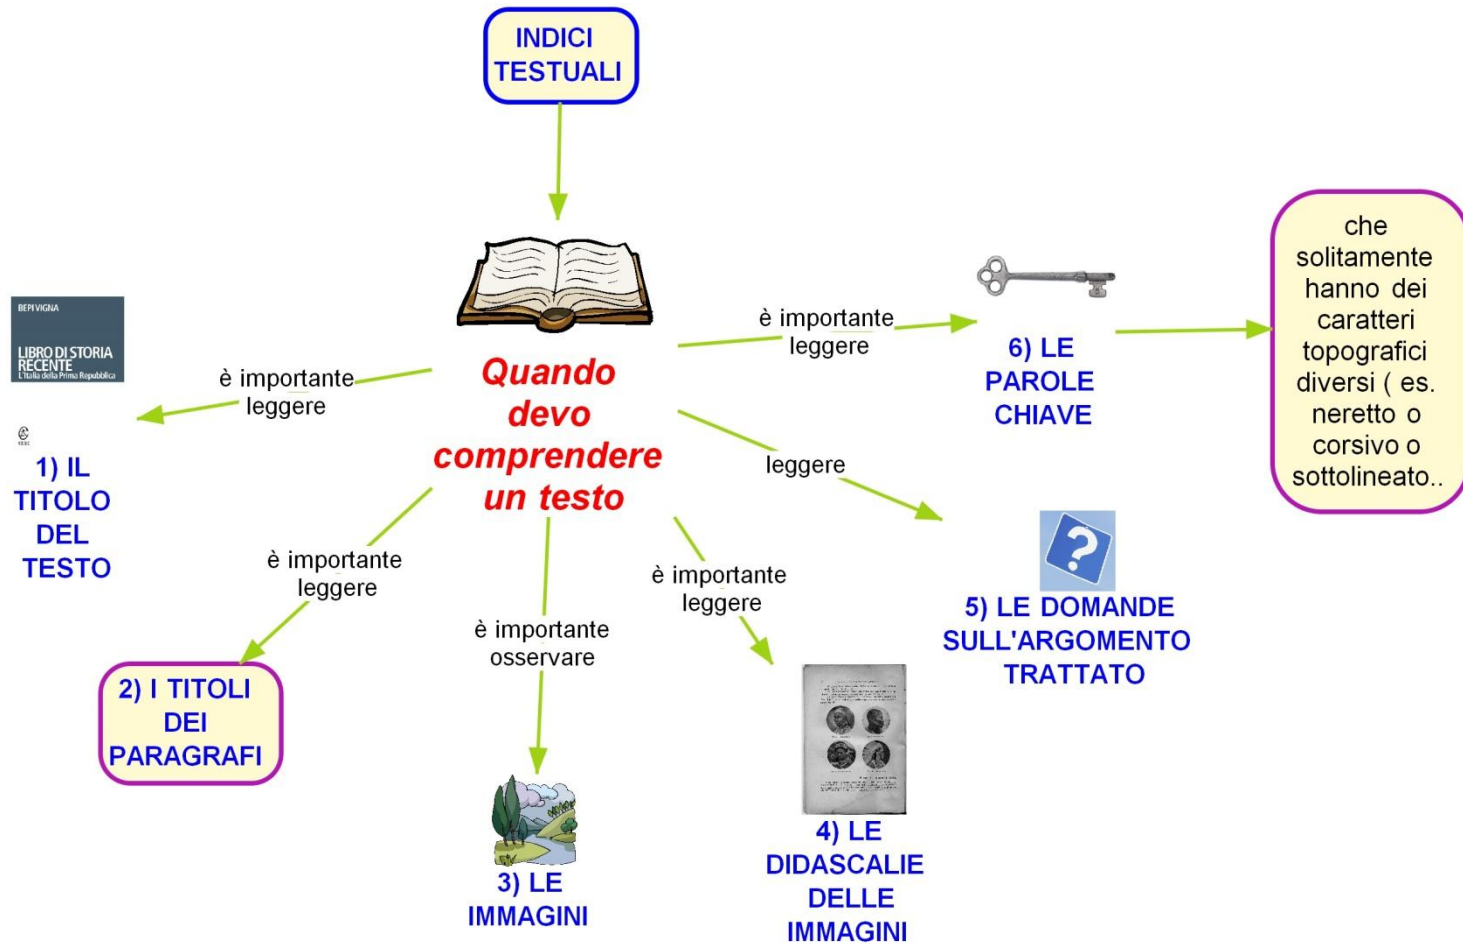 INDICI
TESTUALI
Quando
devo
comprendere
un testo
è importante
leggere
BEPI VIGNA
LIBRO DI STORIA
RECENTE
L'Italia della Prima Repubblica
1) IL
TITOLO
DEL
TESTO
è importante
leggere
2) I TITOLI
DEI
PARAGRAFI
è importante
osservare
3) LE
IMMAGINI
è importante
leggere
4) LE
DIDASCALIE
DELLE
IMMAGINI
leggere
5) LE DOMANDE
SULL'ARGOMENTO
TRATTATO
è importante
leggere
6) LE
PAROLE
CHIAVE
che
solitamente
hanno dei
caratteri
topografici
diversi ( es.
neretto o
corsivo o
sottolineato..